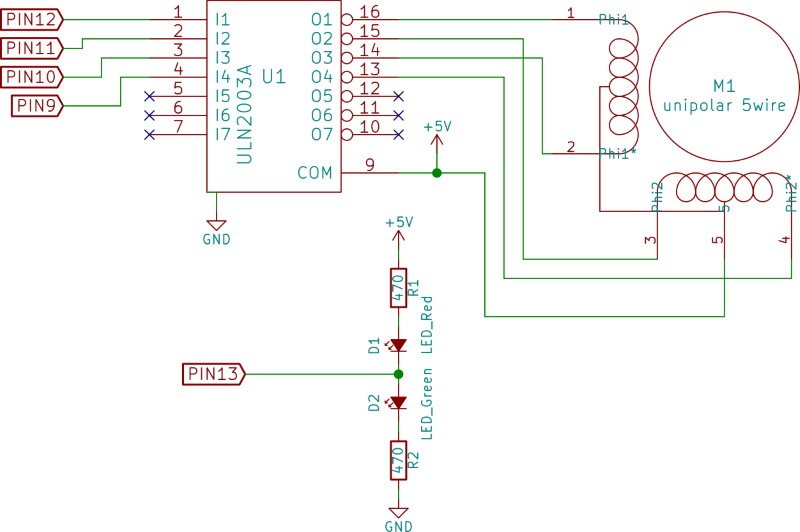 PIN12
PIN11
PIN10
PIN9
1
2
3
4
5
6
7
I1
I2
I3
I4
I5
I6
I7
ULN2003A
U1
O1
O2
O3
O4
O5
O6
O7
COM
16
15
14
13
12
11
10
9
GND
+5V
1
Phi1
2
Phi1*
M1
unipolar 5wire
Phi2
5
Phi2*
3
5
4
+5V
470
R1
D1
LED_Red
PIN13
D2
LED_Green
470
R2
GND